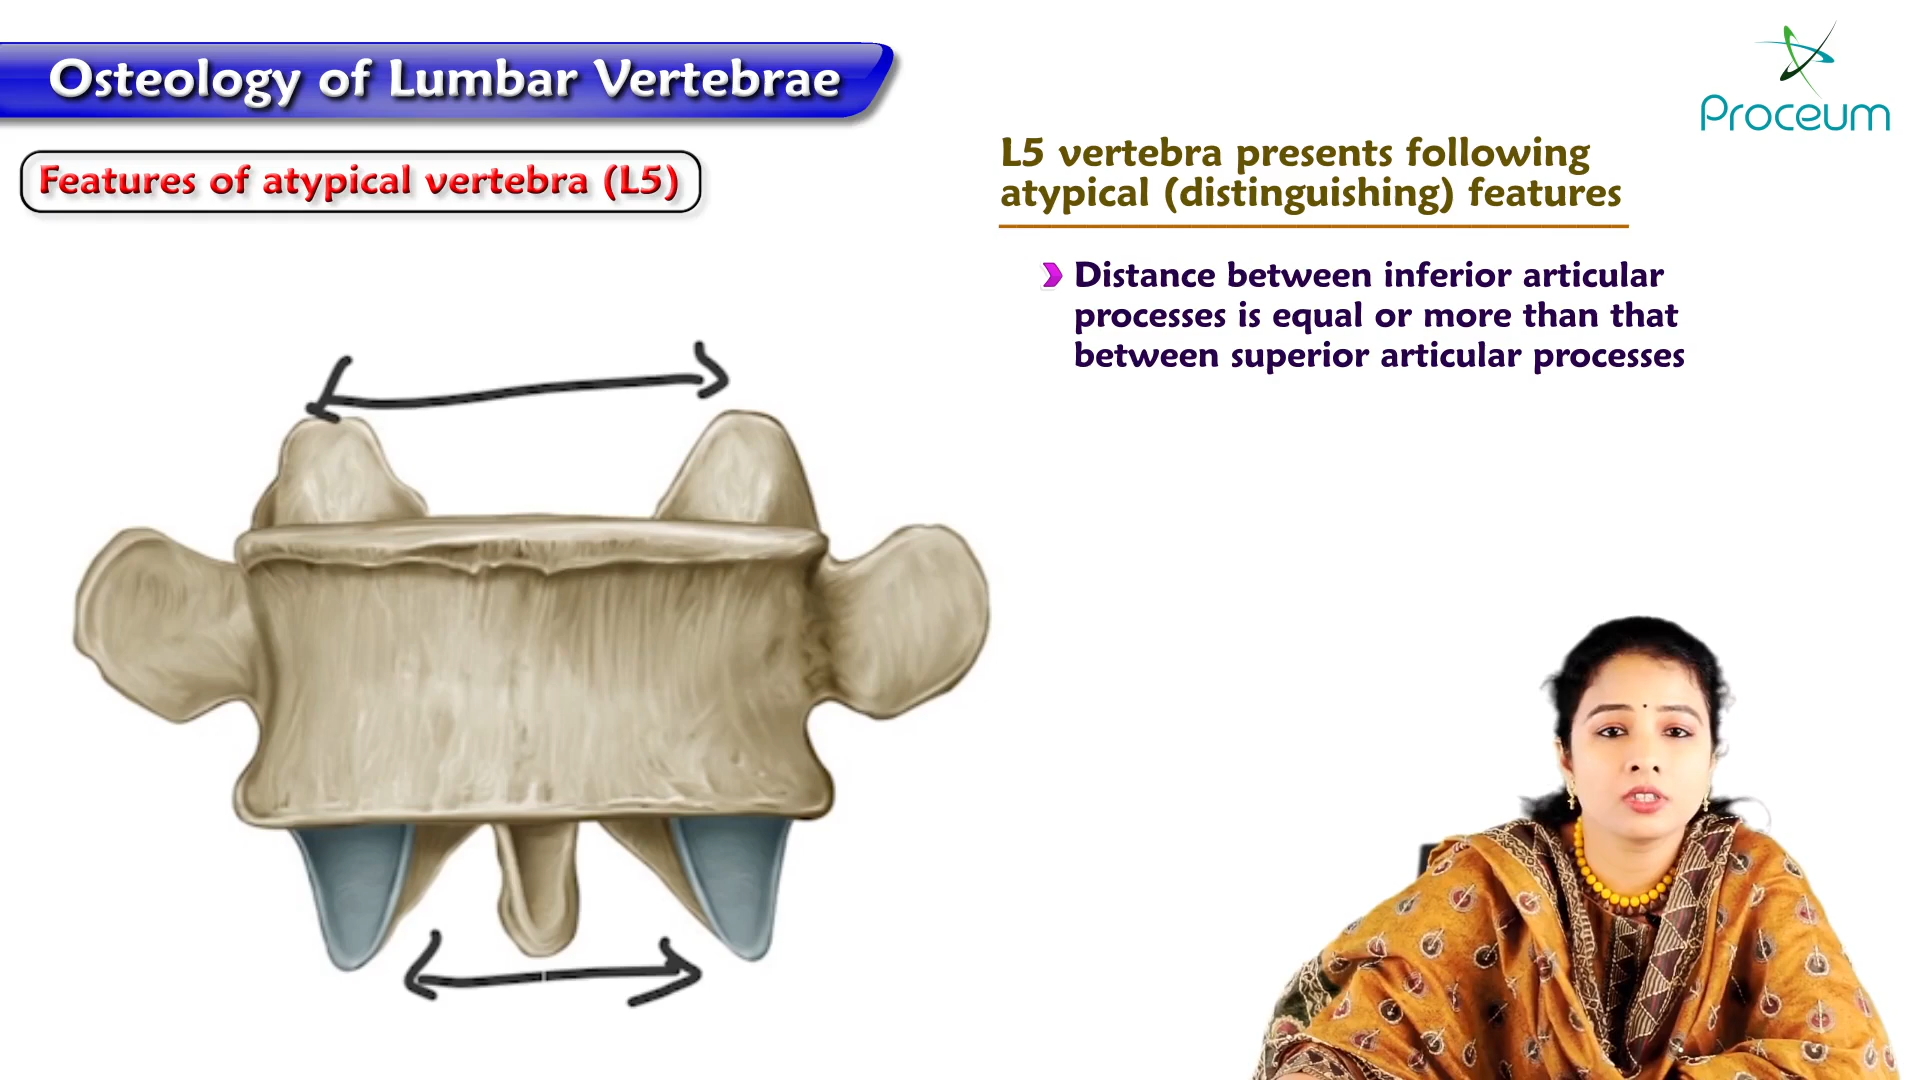 Osteology of Lumbar Vertebrae
Proceum
Features of atypical vertebra (L5)
L5 vertebra presents following
atypical (distinguishing) features
Distance between inferior articular
processes is equal or more than that
between superior articular processes